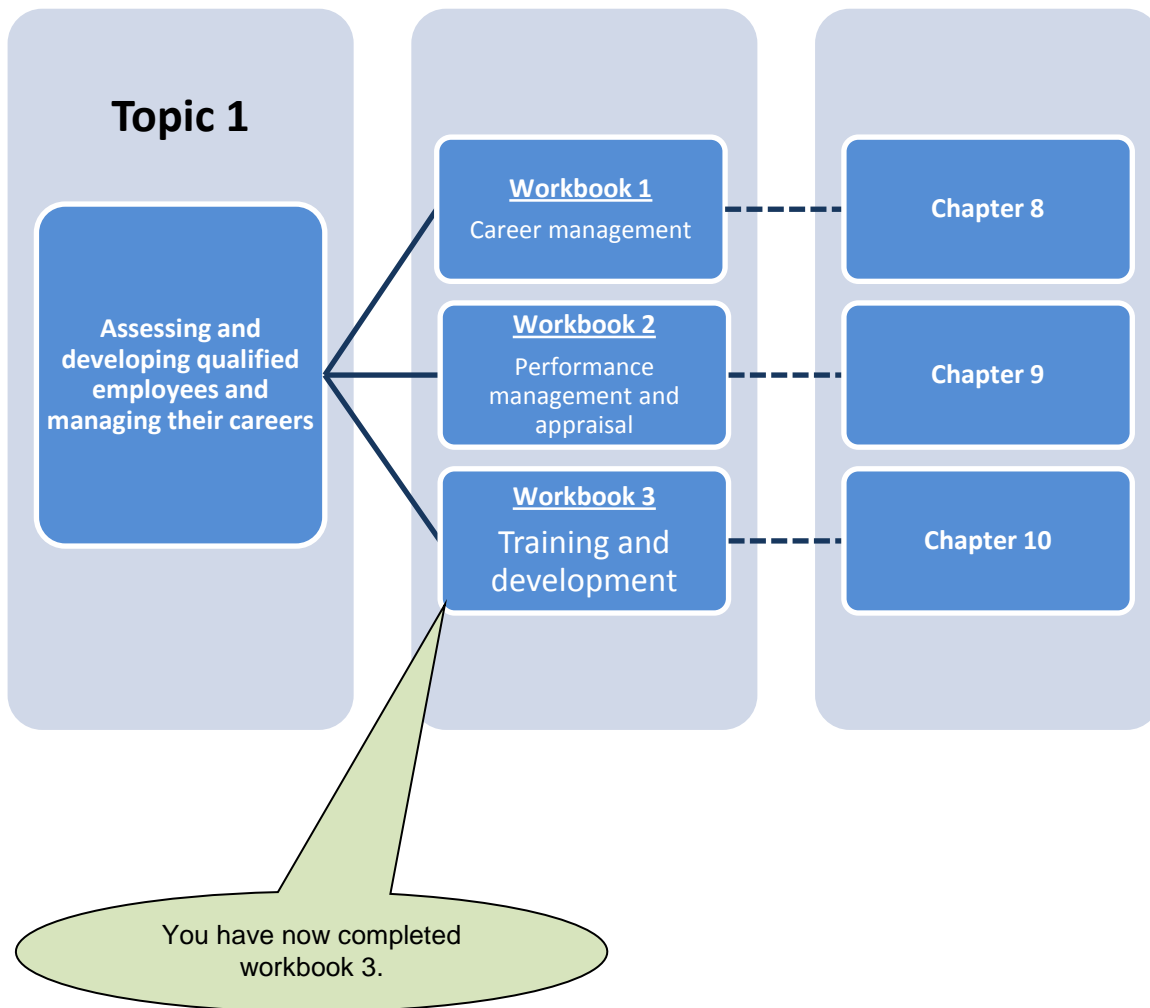 Topic 1
Assessing and
developing qualified
employees and
managing their careers
Workbook 1
Career management
Workbook 2
Performance
management and
appraisal
Workbook 3
Training and
development
Chapter 8
Chapter 9
Chapter 10
You have now completed
workbook 3.